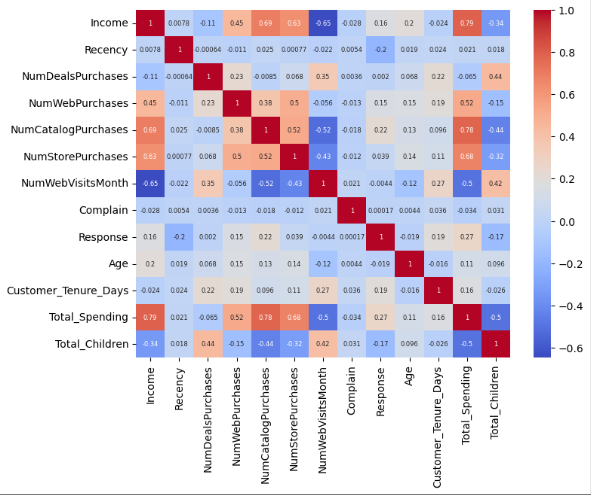 Income 1 0.0078 -0.11 0.45 0.69 0.63 -0.65 -0.028 0.16 0.2 -0.024 0.79 -0.34
Recency 0.0078 1 -0.00064 -0.011 0.025 0.00077 -0.022 0.0054 -0.2 0.019 0.024 0.021 0.018
NumDealsPurchases -0.11 -0.00064 1 0.23 -0.0085 0.068 0.35 0.0036 0.002 0.068 0.22 -0.065 0.44
NumWebPurchases 0.45 -0.011 0.23 1 0.38 0.5 -0.056 -0.013 0.15 0.15 0.19 0.52 -0.15
NumCatalogPurchases 0.69 0.025 -0.0085 0.38 1 0.52 -0.52 -0.018 0.22 0.13 0.096 0.78 -0.44
NumStorePurchases 0.63 0.00077 0.068 0.5 0.52 1 -0.43 -0.012 0.039 0.14 0.11 0.68 -0.32
NumWebVisitsMonth -0.65 -0.022 0.35 -0.056 -0.52 -0.43 1 0.021 -0.0044 -0.12 0.27 -0.5 0.42
Complain -0.028 0.0054 0.0036 -0.013 -0.018 -0.012 0.021 1 0.00017 0.0044 0.036 -0.034 0.031
Response 0.16 -0.2 0.002 0.15 0.22 0.039 -0.0044 0.00017 1 -0.019 0.19 0.27 -0.17
Age 0.2 0.019 0.068 0.15 0.13 0.14 -0.12 0.0044 -0.019 1 -0.016 0.11 0.096
Customer_Tenure_Days -0.024 0.024 0.22 0.19 0.096 0.11 0.27 0.036 0.19 -0.016 1 0.16 -0.026
Total_Spending 0.79 0.021 -0.065 0.52 0.78 0.68 -0.5 -0.034 0.27 0.11 0.16 1 -0.5
Total_Children -0.34 0.018 0.44 -0.15 -0.44 -0.32 0.42 0.031 -0.17 0.096 -0.026 -0.5 1
Income
Recency
NumDealsPurchases
NumWebPurchases
NumCatalogPurchases
NumStorePurchases
NumWebVisitsMonth
Complain
Response
Age
Customer_Tenure_Days
Total_Spending
Total_Children
1.0
0.8
0.6
0.4
0.2
0.0
−0.2
−0.4
−0.6